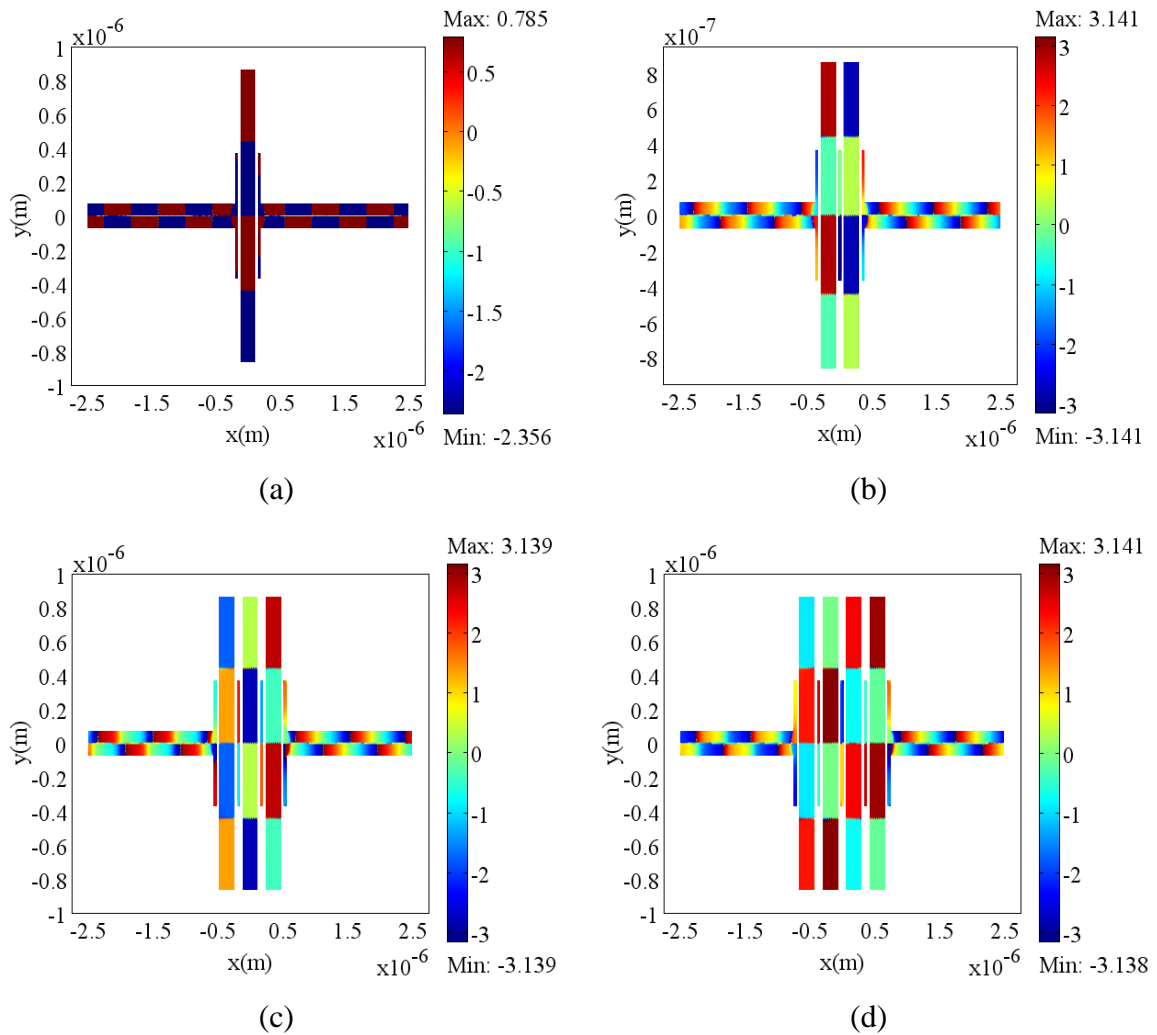 x10^-6
Max: 0.785
1
0.8
0.6
0.4
0.2
0
-0.2
-0.4
-0.6
-0.8
-1
y(m)
-2.5 -1.5 -0.5 0.5 1.5 2.5
x(m)
x10^-6
0.5
0
-0.5
-1
-1.5
-2
Min: -2.356
(a)
x10^-7
Max: 3.141
8
6
4
2
0
-2
-4
-6
-8
y(m)
-2.5 -1.5 -0.5 0.5 1.5 2.5
x(m)
x10^-6
3
2
1
0
-1
-2
-3
Min: -3.141
(b)
x10^-6
Max: 3.139
1
0.8
0.6
0.4
0.2
0
-0.2
-0.4
-0.6
-0.8
-1
y(m)
-2.5 -1.5 -0.5 0.5 1.5 2.5
x(m)
x10^-6
3
2
1
0
-1
-2
-3
Min: -3.139
(c)
x10^-6
Max: 3.141
1
0.8
0.6
0.4
0.2
0
-0.2
-0.4
-0.6
-0.8
-1
y(m)
-2.5 -1.5 -0.5 0.5 1.5 2.5
x(m)
x10^-6
3
2
1
0
-1
-2
-3
Min: -3.138
(d)